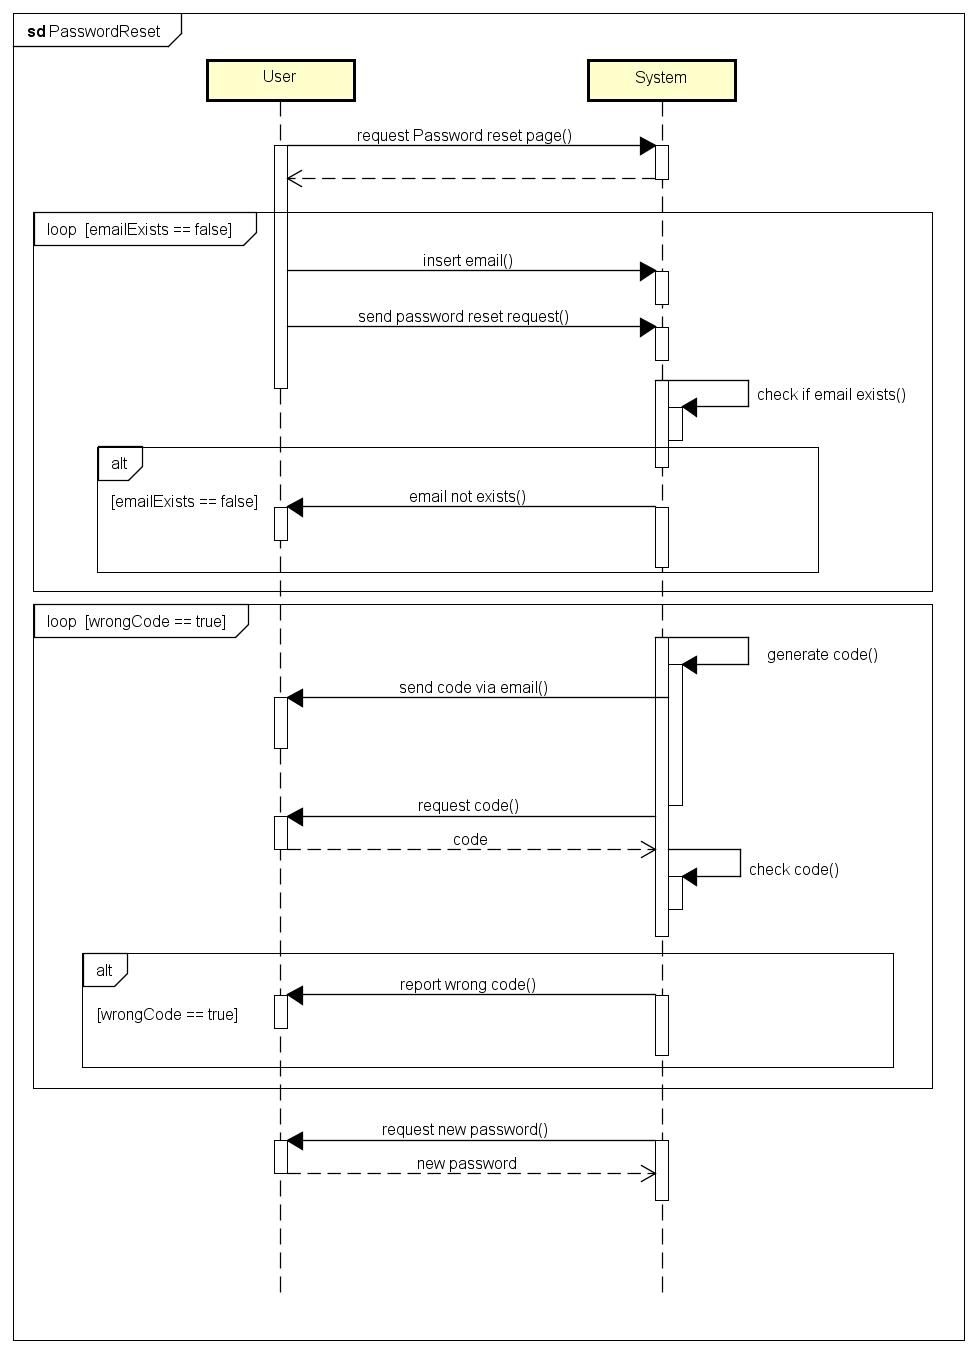 sd PasswordReset
User
System
request Password reset page()
loop [emailExists == false]
insert email()
send password reset request()
check if email exists()
alt
[emailExists == false]
email not exists()
loop [wrongCode == true]
generate code()
send code via email()
request code()
code
check code()
alt
report wrong code()
[wrongCode == true]
request new password()
new password